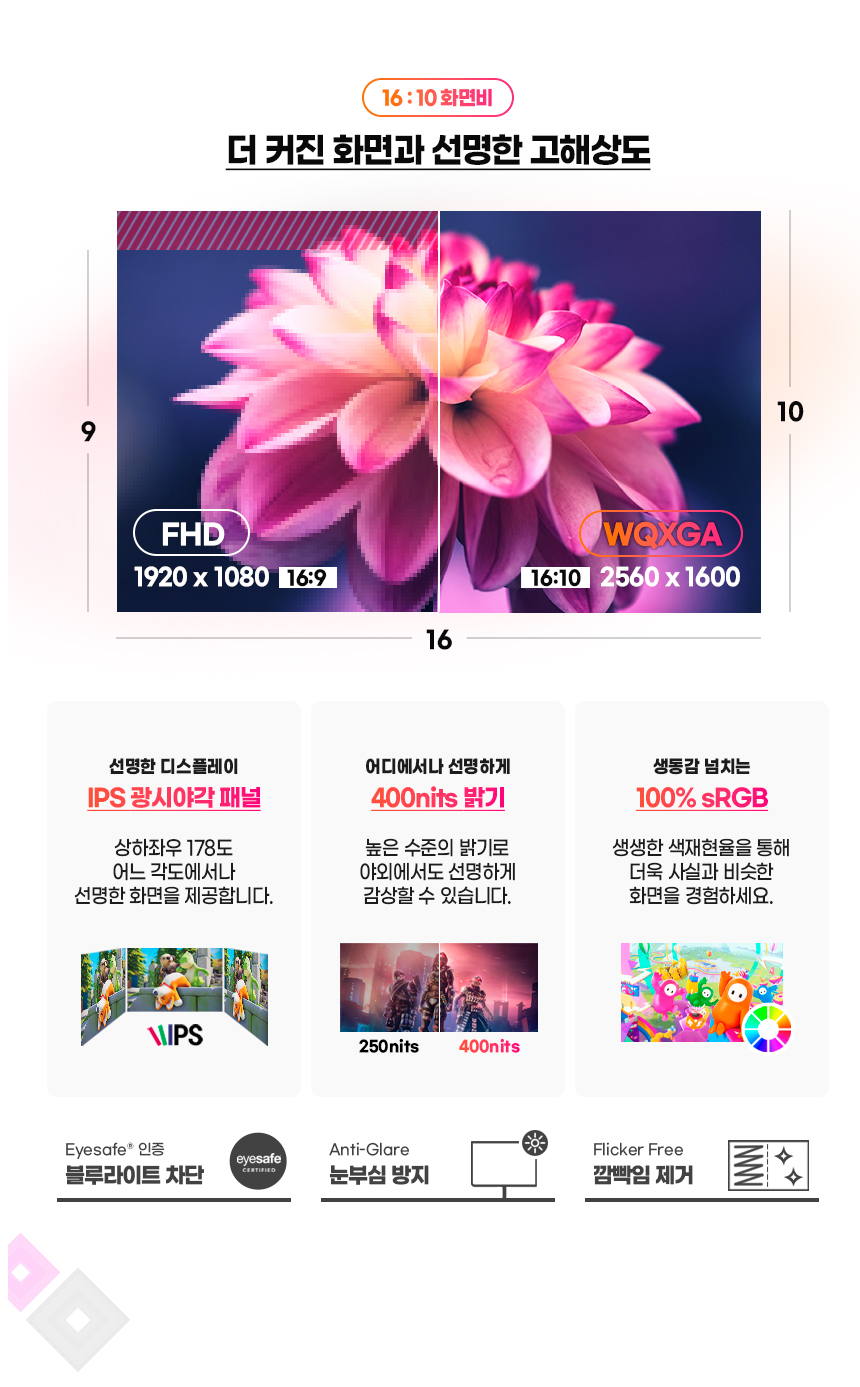 16 : 10 화면비
더 커진 화면과 선명한 고해상도
9
10
FHD
1920 x 1080 16:9
WQXGA
16:10 2560 x 1600
16
선명한 디스플레이
IPS 광시야각 패널
상하좌우 178도
어느 각도에서나
선명한 화면을 제공합니다.
IPS
어디에서나 선명하게
400nits 밝기
높은 수준의 밝기로
야외에서도 선명하게
감상할 수 있습니다.
250nits
400nits
생동감 넘치는
100% sRGB
생생한 색재현율을 통해
더욱 사실과 비슷한
화면을 경험하세요.
Eyesafe® 인증
블루라이트 차단
eyesafe
CERTIFIED
Anti-Glare
눈부심 방지
Flicker Free
깜빡임 제거